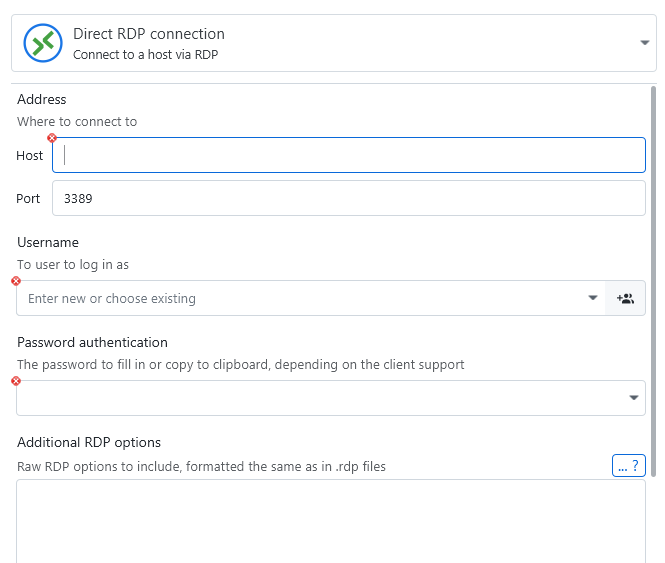 Direct RDP connection
Connect to a host via RDP
Address
Where to connect to
Host
Port 3389
Username
To user to log in as
Enter new or choose existing
Password authentication
The password to fill in or copy to clipboard, depending on the client support
Additional RDP options
Raw RDP options to include, formatted the same as in .rdp files
... ?